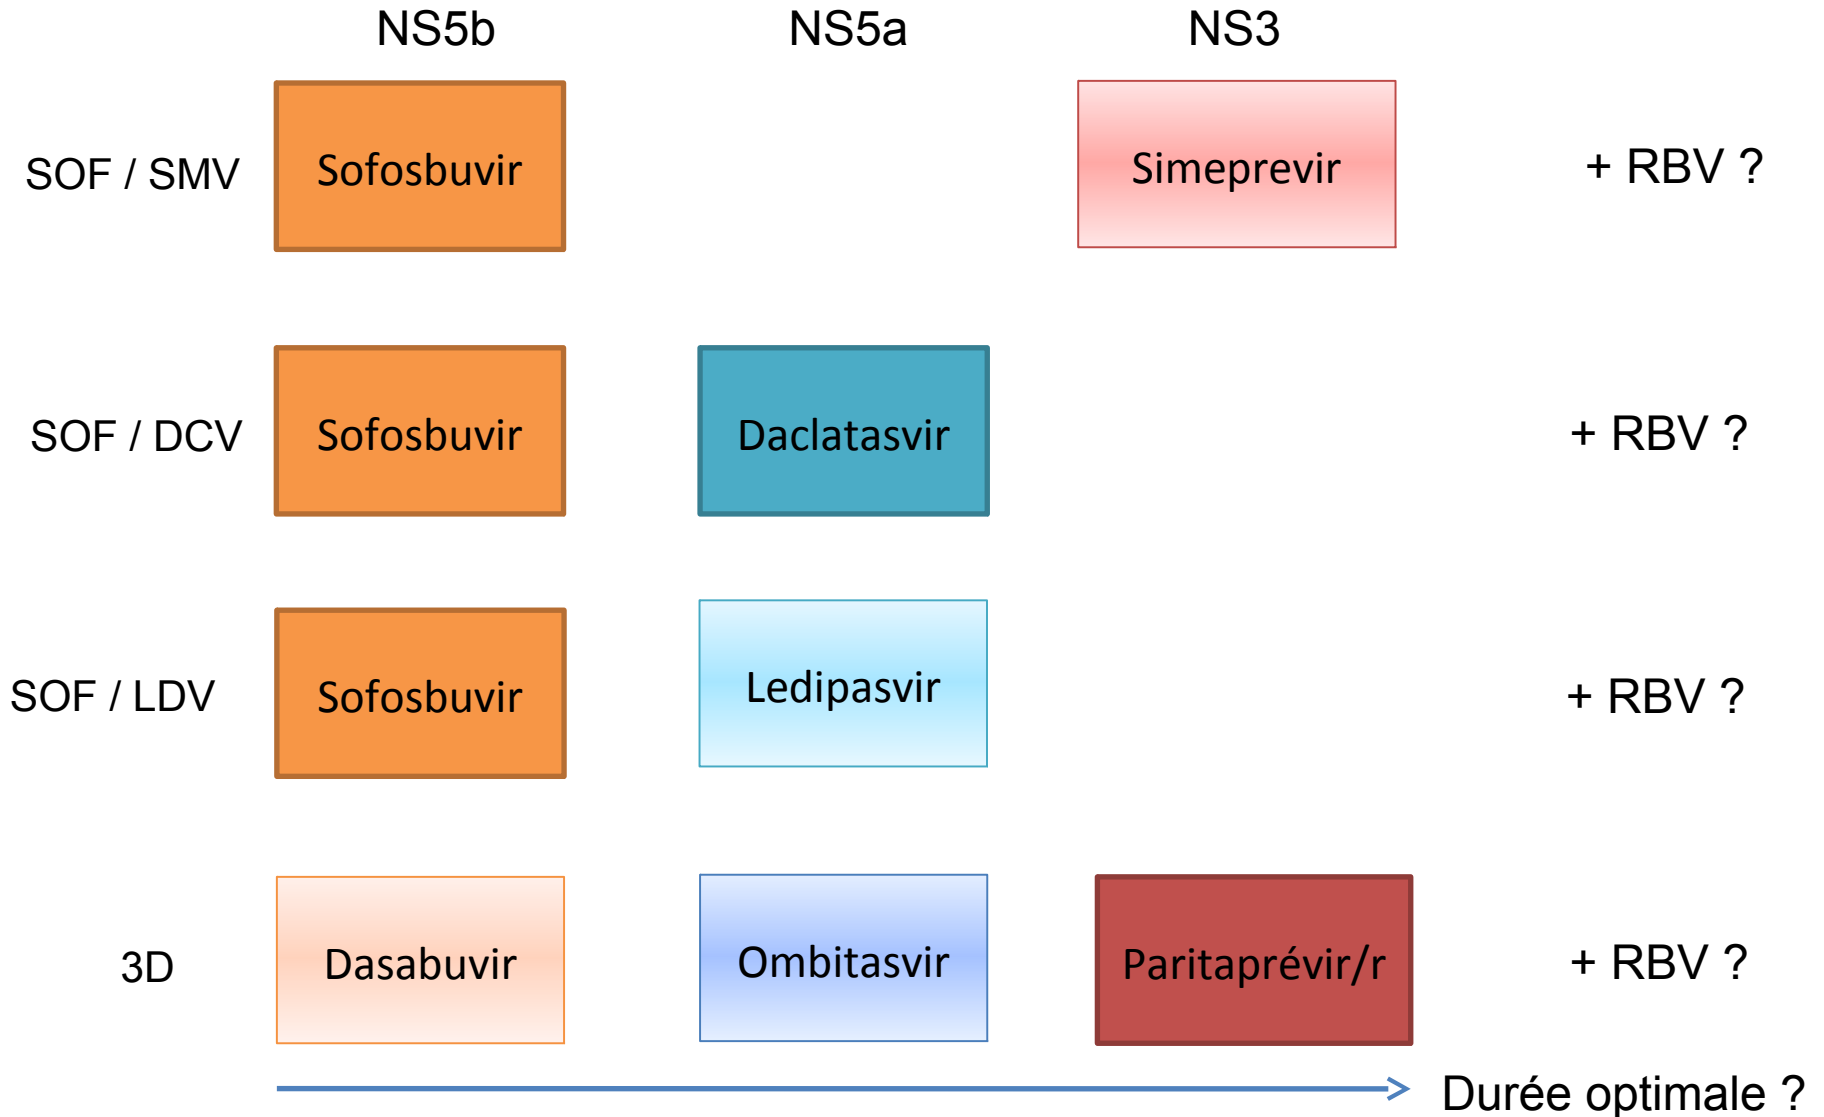 NS5b NS5a NS3
SOF / SMV Sofosbuvir Simeprevir + RBV ?
SOF / DCV Sofosbuvir Daclatasvir + RBV ?
SOF / LDV Sofosbuvir Ledipasvir + RBV ?
3D Dasabuvir Ombitasvir Paritaprévir/r + RBV ?
Durée optimale ?